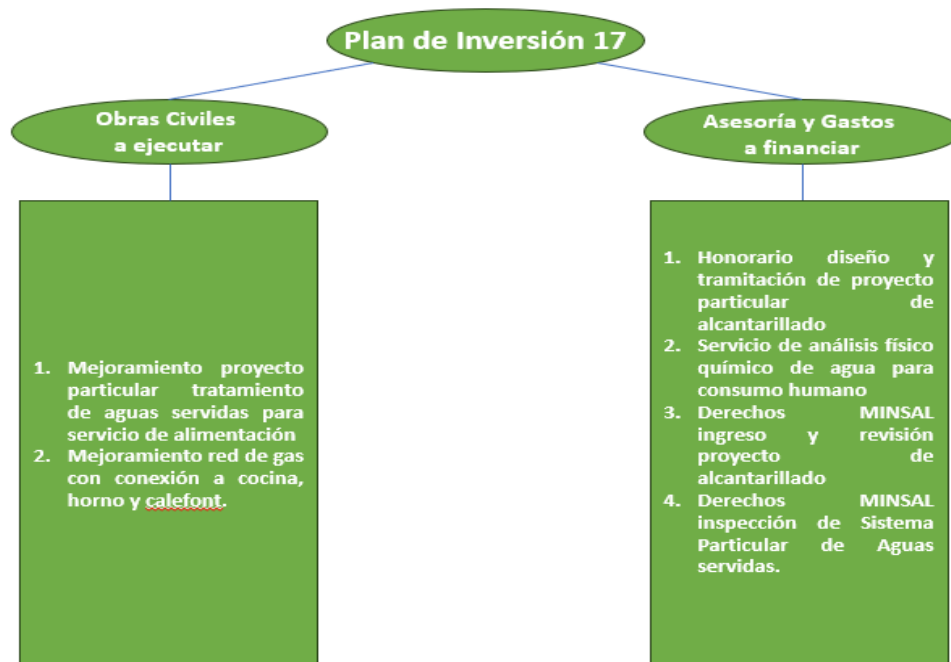 Plan de Inversión 17
Obras Civiles
a ejecutar
Asesoría y Gastos
a financiar
1. Mejoramiento proyecto
particular tratamiento
de aguas servidas para
servicio de alimentación
2. Mejoramiento red de gas
con conexión a cocina,
horno y calefont.
1. Honorario diseño y
tramitación de proyecto
particular de
alcantarillado
2. Servicio de análisis físico
químico de agua para
consumo humano
3. Derechos MINSAL
ingreso y revisión
proyecto de
alcantarillado
4. Derechos MINSAL
inspección de Sistema
Particular de Aguas
servidas.